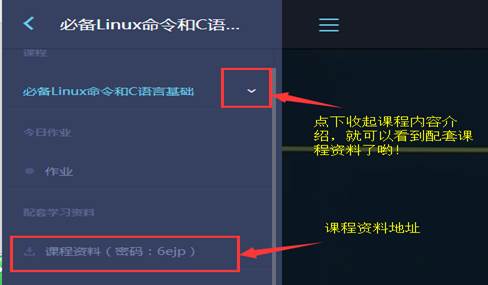 必备Linux命令和C语...
课程
必备Linux命令和C语言基础
点下收起课程内容介
绍，就可以看到配套课
程资料了哟！
今日作业
作业
配套学习资料
课程资料地址
课程资料（密码：6ejp）